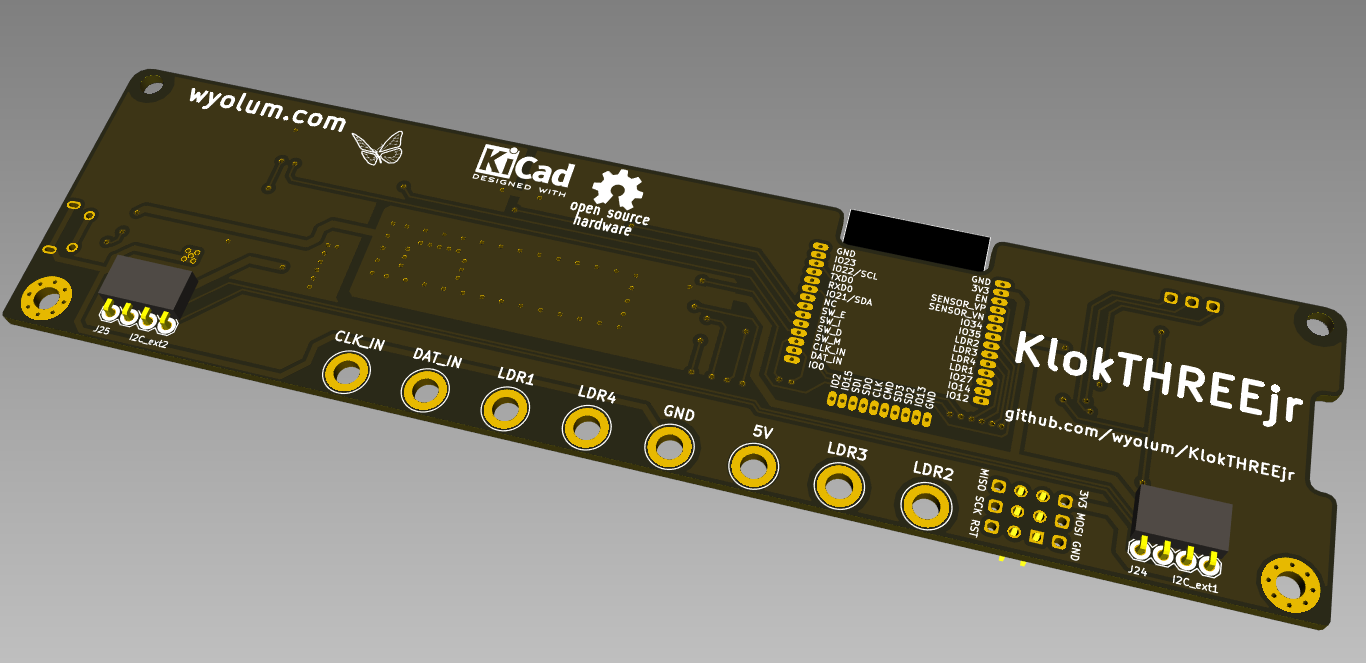 wyolum.com
KiCad
DESIGNED WITH
open source
hardware
GND
IO23
IO22/SCL
TXD0
RXD0
IO21/SDA
NC
SW_E
SW_I
SW_D
SW_M
CLK_IN
DAT_IN
IO0
GND
3V3
EN
SENSOR_VP
SENSOR_VN
IO34
IO35
LDR2
LDR3
LDR4
LDR1
IO27
IO14
IO12
IO2
IO15
SDI
SDO
CLK
CMD
SD3
SD2
IO13
GND
KlokTHREEjr
github.com/wyolum/KlokTHREEjr
J25
I2C_ext2
CLK_IN
DAT_IN
LDR1
LDR4
GND
5V
LDR3
LDR2
MISO SCK RST
3V3 MOSI GND
J24
I2C_ext1